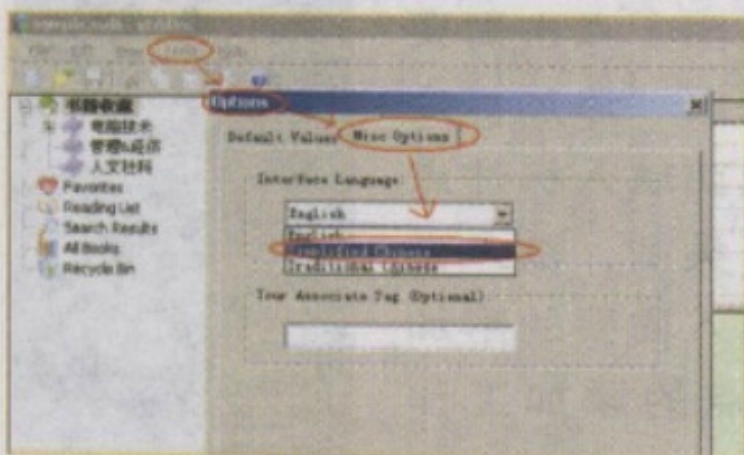 书籍收藏
电脑技术
管理&经济
人文社科
Favorites
Reading List
Search Results
All Books
Recycle Bin
Options
Default Values Misc Options
Interface Language
English
English
Simplified Chinese
Traditional Chinese
Your Associate Tag (Optional)